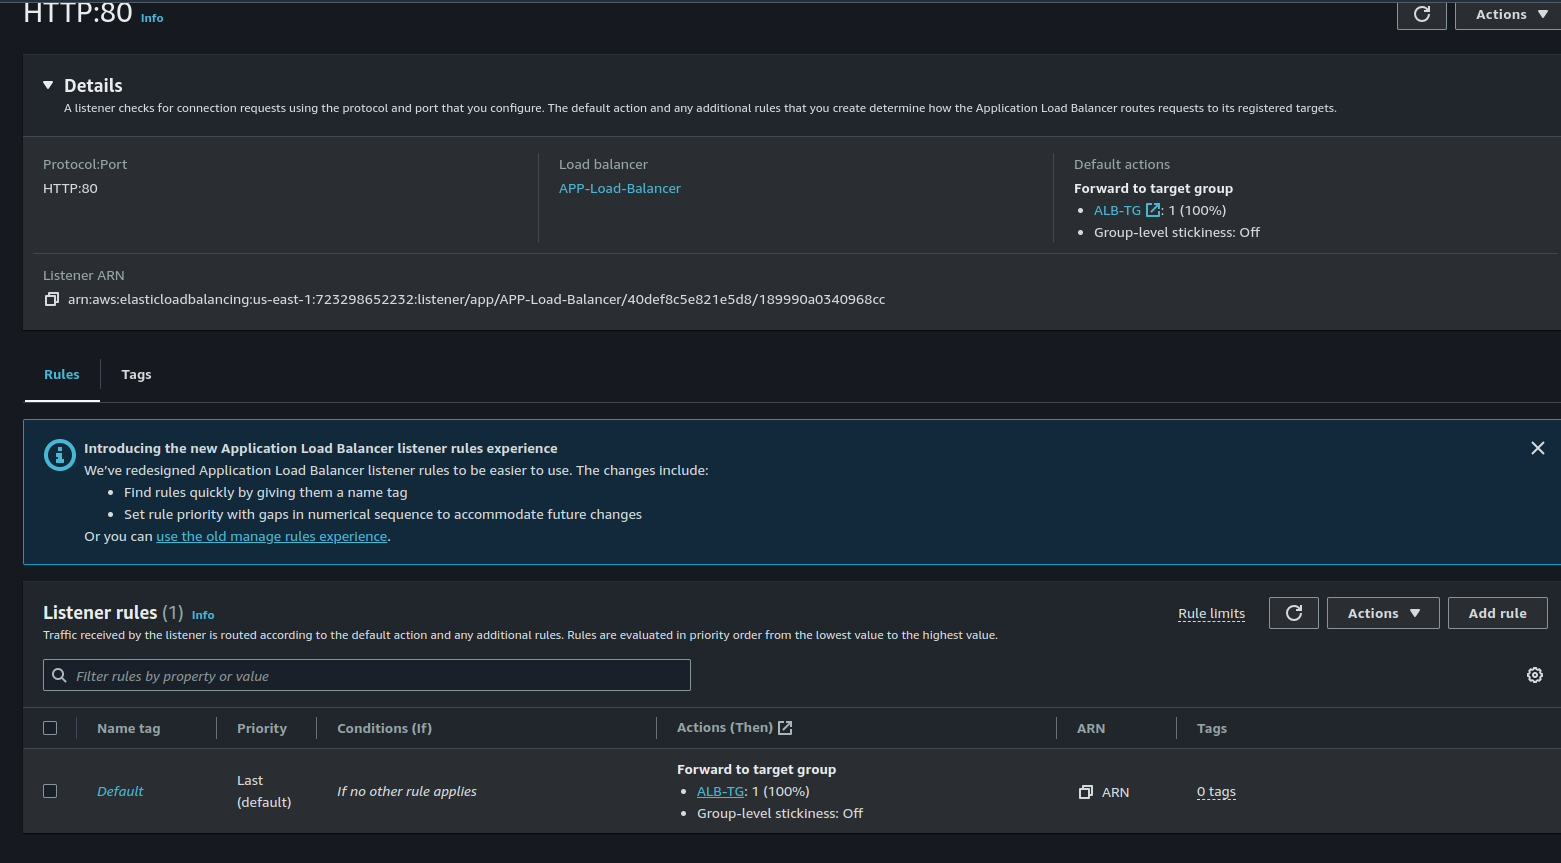 HTTP:80 Info
Actions
Details
A listener checks for connection requests using the protocol and port that you configure. The default action and any additional rules that you create determine how the Application Load Balancer routes requests to its registered targets.
Protocol:Port
HTTP:80
Load balancer
APP-Load-Balancer
Default actions
Forward to target group
• ALB-TG : 1 (100%)
• Group-level stickiness: Off
Listener ARN
arn:aws:elasticloadbalancing:us-east-1:723298652232:listener/app/APP-Load-Balancer/40def8c5e821e5d8/189990a0340968cc
Rules Tags
Introducing the new Application Load Balancer listener rules experience
We've redesigned Application Load Balancer listener rules to be easier to use. The changes include:
• Find rules quickly by giving them a name tag
• Set rule priority with gaps in numerical sequence to accommodate future changes
Or you can use the old manage rules experience.
Listener rules (1) Info
Rule limits Actions Add rule
Traffic received by the listener is routed according to the default action and any additional rules. Rules are evaluated in priority order from the lowest value to the highest value.
Filter rules by property or value
Name tag Priority Conditions (If) Actions (Then) ARN Tags
Default
Last
(default)
If no other rule applies
Forward to target group
• ALB-TG: 1 (100%)
• Group-level stickiness: Off
ARN
0 tags